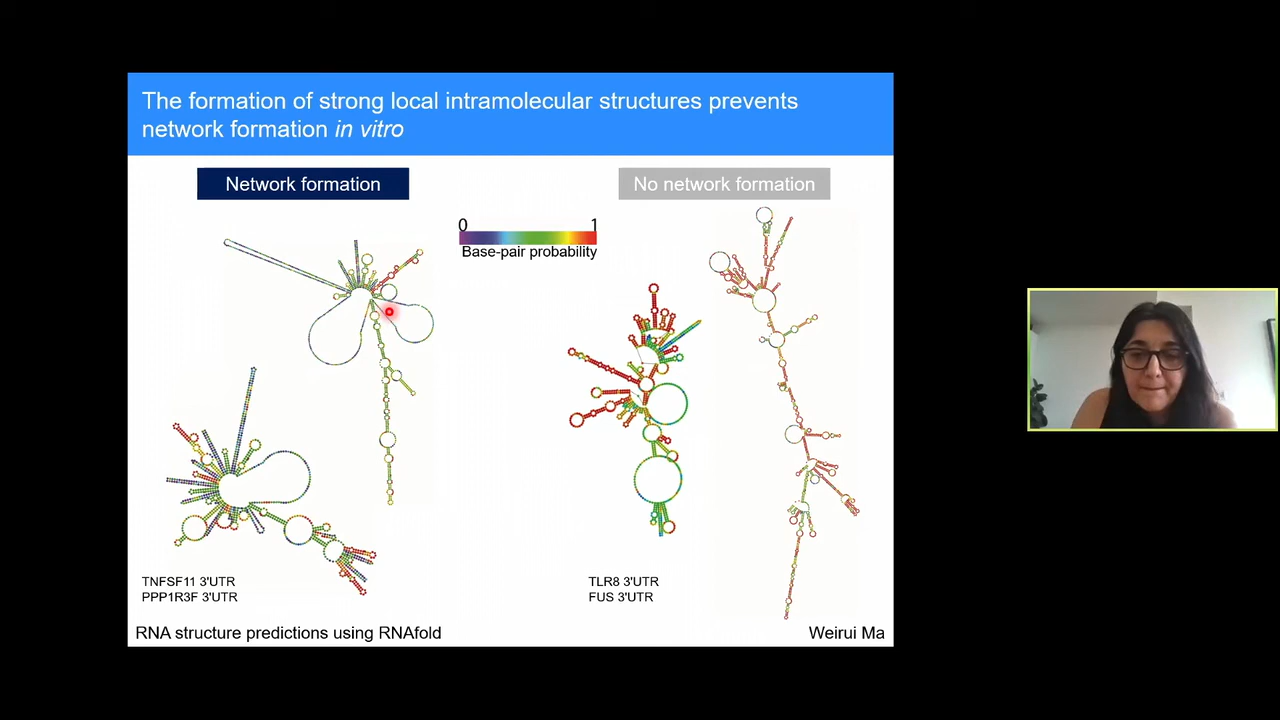 The formation of strong local intramolecular structures prevents
network formation in vitro
Network formation
No network formation
0 1
Base-pair probability
TNFSF11 3'UTR
PPP1R3F 3'UTR
TLR8 3'UTR
FUS 3'UTR
RNA structure predictions using RNAfold
Weirui Ma